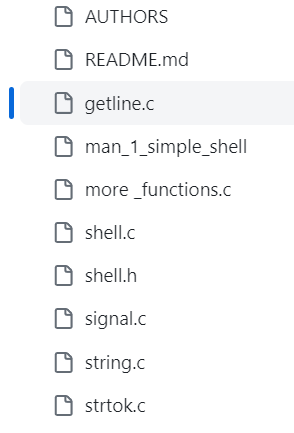 AUTHORS
README.md
getline.c
man_1_simple_shell
more _functions.c
shell.c
shell.h
signal.c
string.c
strtok.c